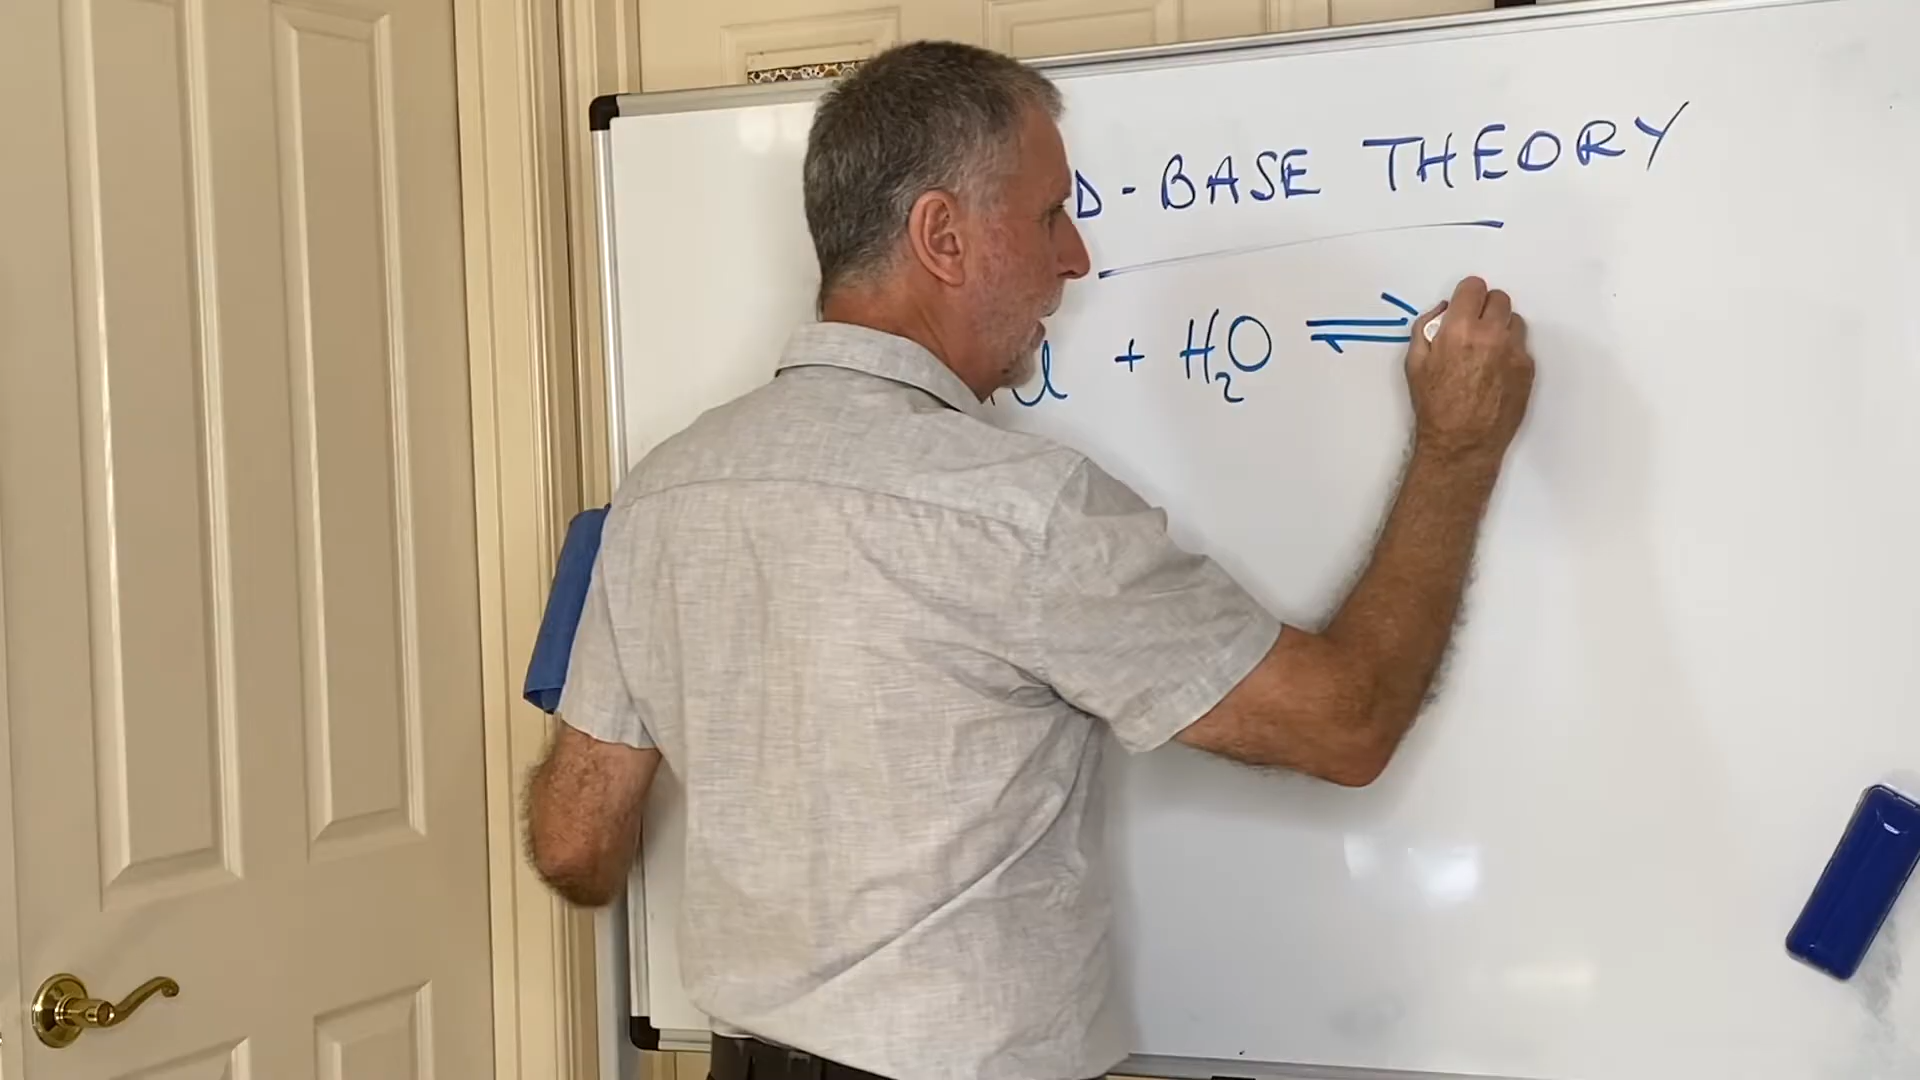 D-BASE THEORY
+ H₂O ⇌